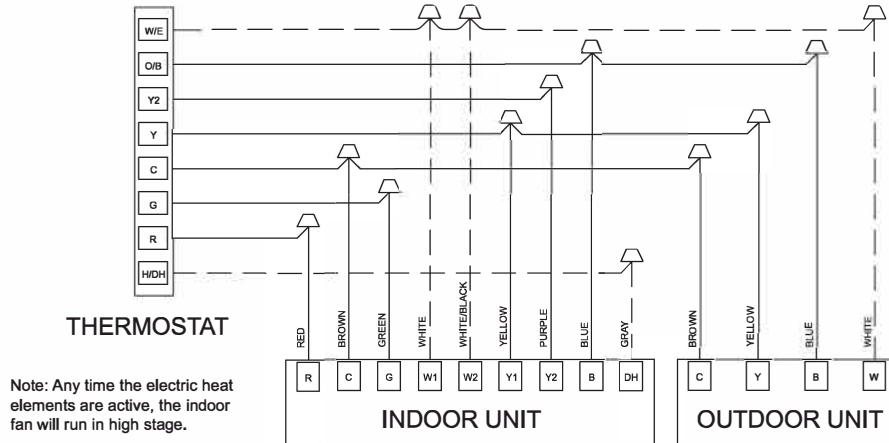 W/E
O/B
Y2
Y
C
G
R
H/DH
THERMOSTAT
RED
BROWN
GREEN
WHITE
WHITE/BLACK
YELLOW
PURPLE
BLUE
GRAY
BROWN
YELLOW
BLUE
WHITE
R
C
G
W1
W2
Y1
Y2
B
DH
C
Y
B
W
INDOOR UNIT
OUTDOOR UNIT
Note: Any time the electric heat
elements are active, the indoor
fan will run in high stage.